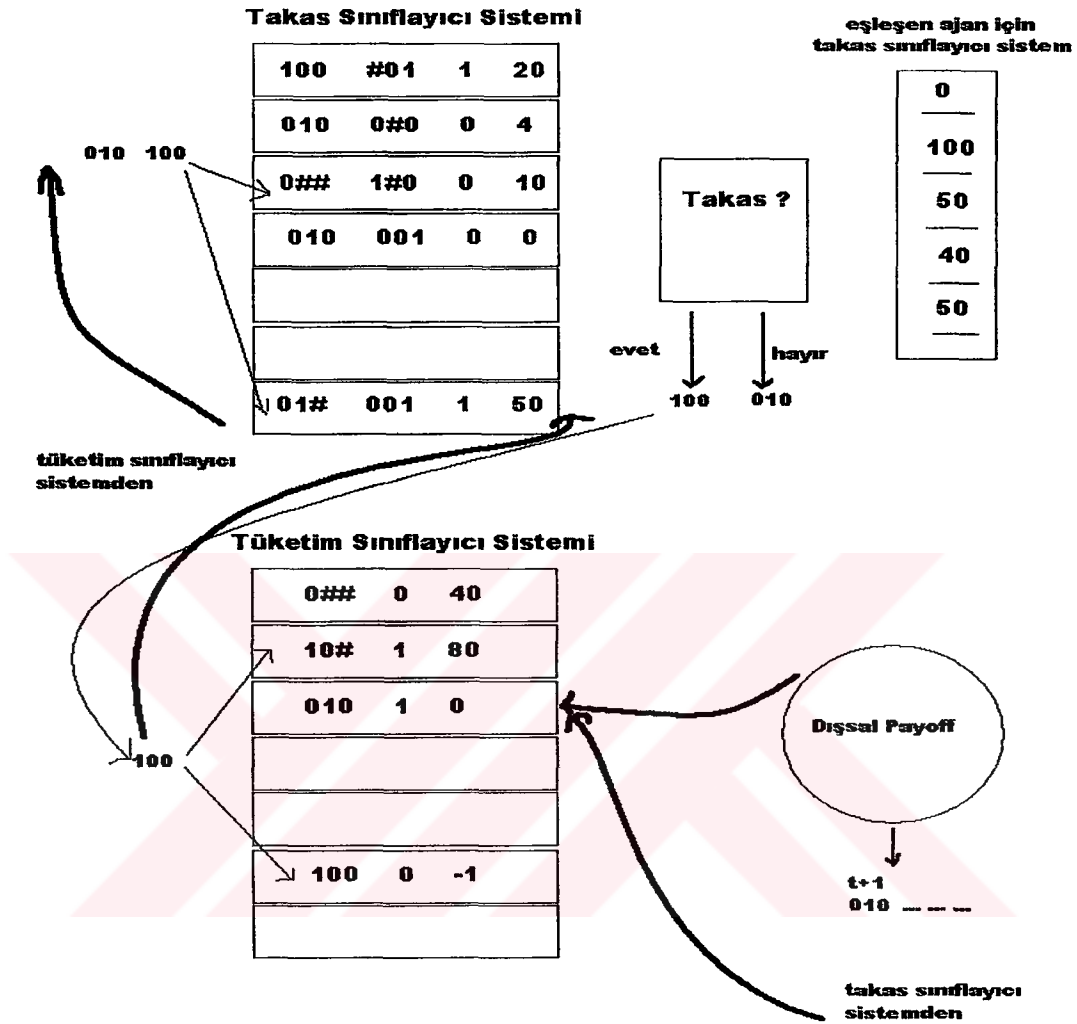 Takas Sınıflayıcı Sistemi
100 #01 1 20
010 0#0 0 4
0## 1#0 0 10
010 001 0 0
01# 001 1 50
010 100
tüketim sınıflayıcı
sistemden
Takas ?
evet
hayır
100 010
eşleşen ajan için
takas sınıflayıcı sistem
0
100
50
40
50
Tüketim Sınıflayıcı Sistemi
0## 0 40
10# 1 80
010 1 0
100 0 -1
100
Dışsal Payoff
t+1
010 ... ... ...
takas sınıflayıcı
sistemden